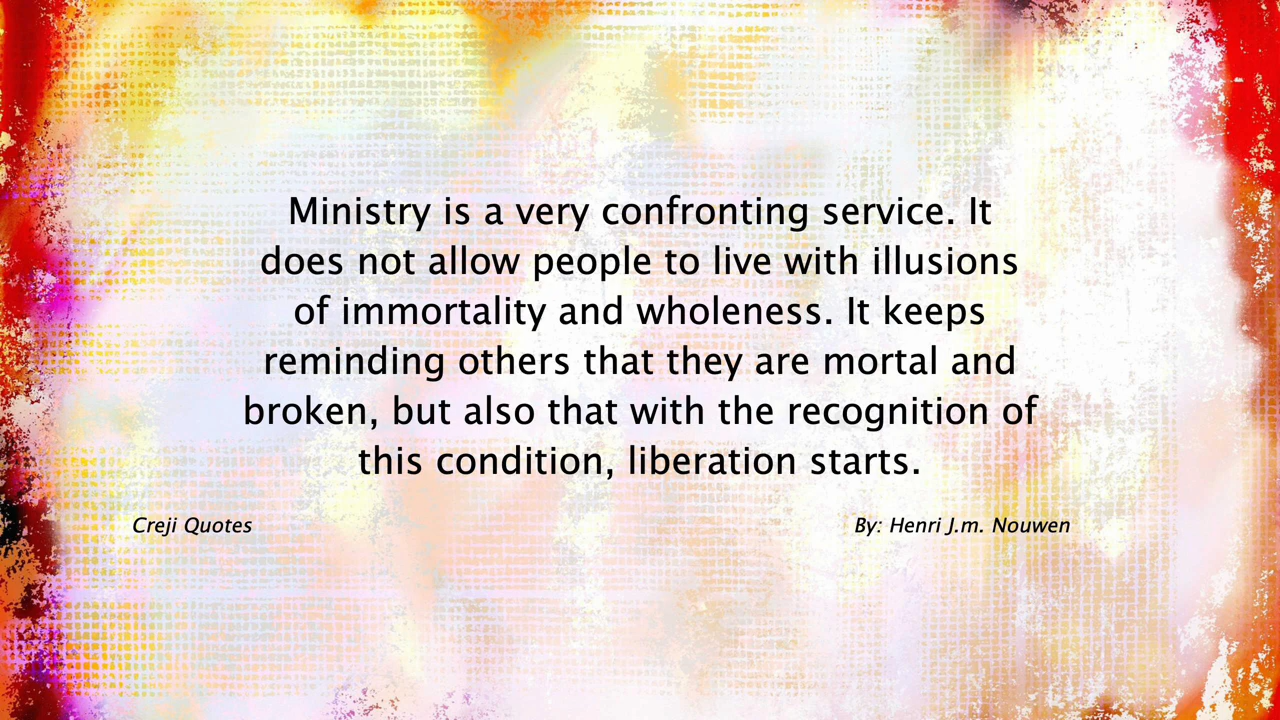 Ministry is a very confronting service. It
does not allow people to live with illusions
of immortality and wholeness. It keeps
reminding others that they are mortal and
broken, but also that with the recognition of
this condition, liberation starts.
Creji Quotes
By: Henri J.m. Nouwen